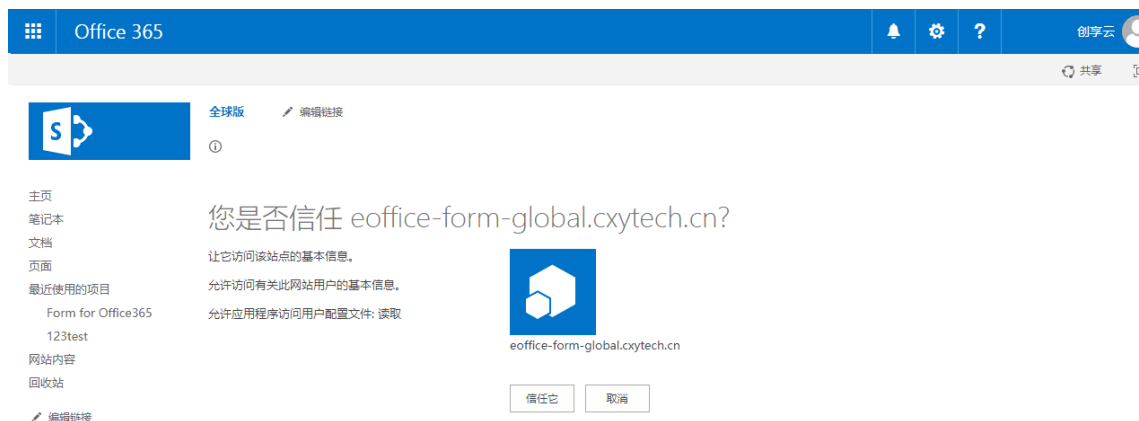 Office 365
?
创享云
共享
S
全球版
编辑链接
主页
笔记本
文档
页面
最近使用的项目
Form for Office365
123test
网站内容
回收站
编辑链接
您是否信任 eoffice-form-global.cxytech.cn?
让它访问该站点的基本信息。
允许访问有关此网站用户的基本信息。
允许应用程序访问用户配置文件: 读取
eoffice-form-global.cxytech.cn
信任它
取消